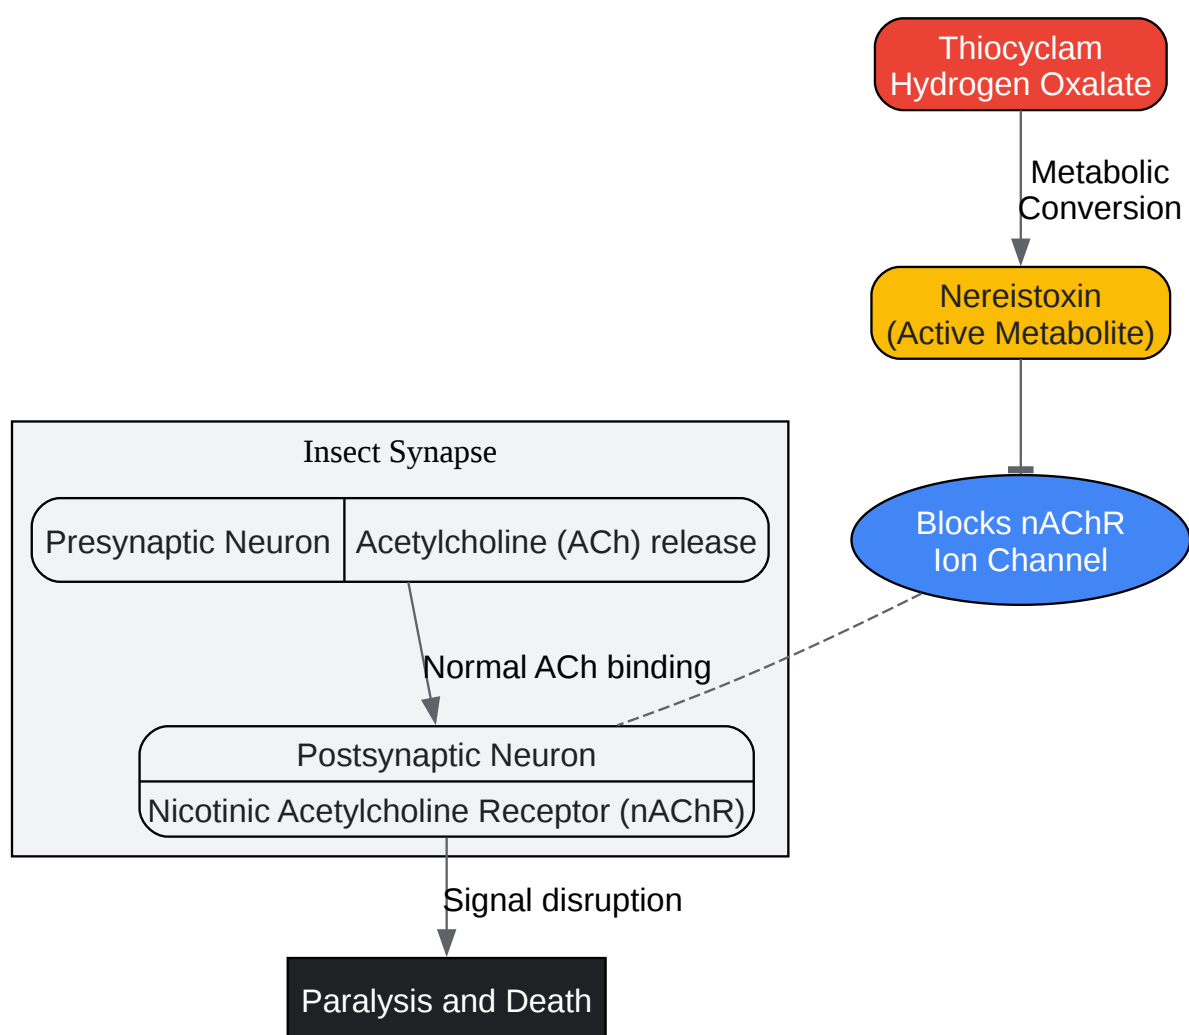 Thiocyclam
Hydrogen Oxalate
Metabolic
Conversion
Nereistoxin
(Active Metabolite)
Insect Synapse
Presynaptic Neuron
Acetylcholine (ACh) release
Blocks nAChR
Ion Channel
Normal ACh binding
Postsynaptic Neuron
Nicotinic Acetylcholine Receptor (nAChR)
Signal disruption
Paralysis and Death